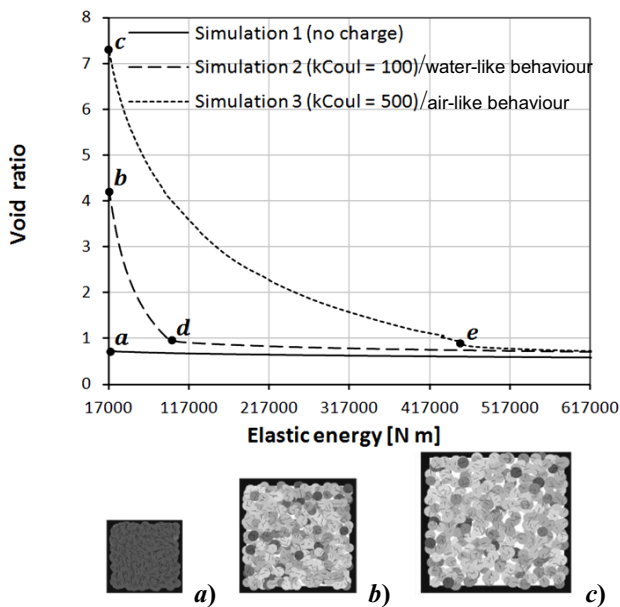 8
c
Simulation 1 (no charge)
7
Simulation 2 (kCoul = 100)/water-like behaviour
6
Simulation 3 (kCoul = 500)/air-like behaviour
5
b
4
Void ratio
3
2
a
d
e
1
0
17000 117000 217000 317000 417000 517000 617000
Elastic energy [N m]
a) b) c)